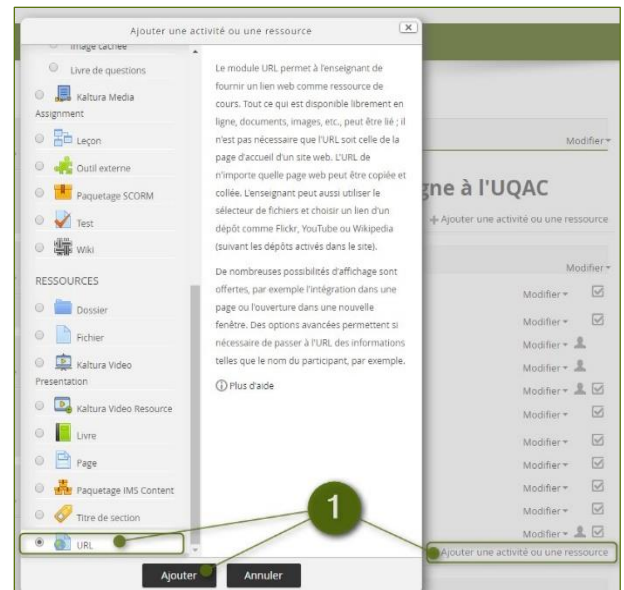 Ajouter une activité ou une ressource
Image cachée
Livre de questions
Kaltura Media
Assignment
Leçon
Outil externe
Paquetage SCORM
Test
Wiki
RESSOURCES
Dossier
Fichier
Kaltura Video
Presentation
Kaltura Video Resource
Livre
Page
Paquetage IMS Content
Titre de section
URL
Le module URL permet à l'enseignant de
fournir un lien web comme ressource de
cours. Tout ce qui est disponible librement en
ligne, documents, images, etc., peut être lié ; il
n'est pas nécessaire que l'URL soit celle de la
page d'accueil d'un site web. L'URL de
n'importe quelle page web peut être copiée et
collée. L'enseignant peut aussi utiliser le
sélecteur de fichiers et choisir un lien d'un
dépôt comme Flickr, YouTube ou Wikipedia
(suivant les dépôts activés dans le site).
De nombreuses possibilités d'affichage sont
offertes, par exemple l'intégration dans une
page ou l'ouverture dans une nouvelle
fenêtre. Des options avancées permettent si
nécessaire de passer à l'URL des informations
telles que le nom du participant, par exemple.
Plus d'aide
Ajouter
Annuler
1
Modifier
gne à l'UQAC
Ajouter une activité ou une ressource
Modifier
Modifier
Modifier
Modifier
Modifier
Modifier
Modifier
Modifier
Modifier
Modifier
Modifier
Modifier
Ajouter une activité ou une ressource